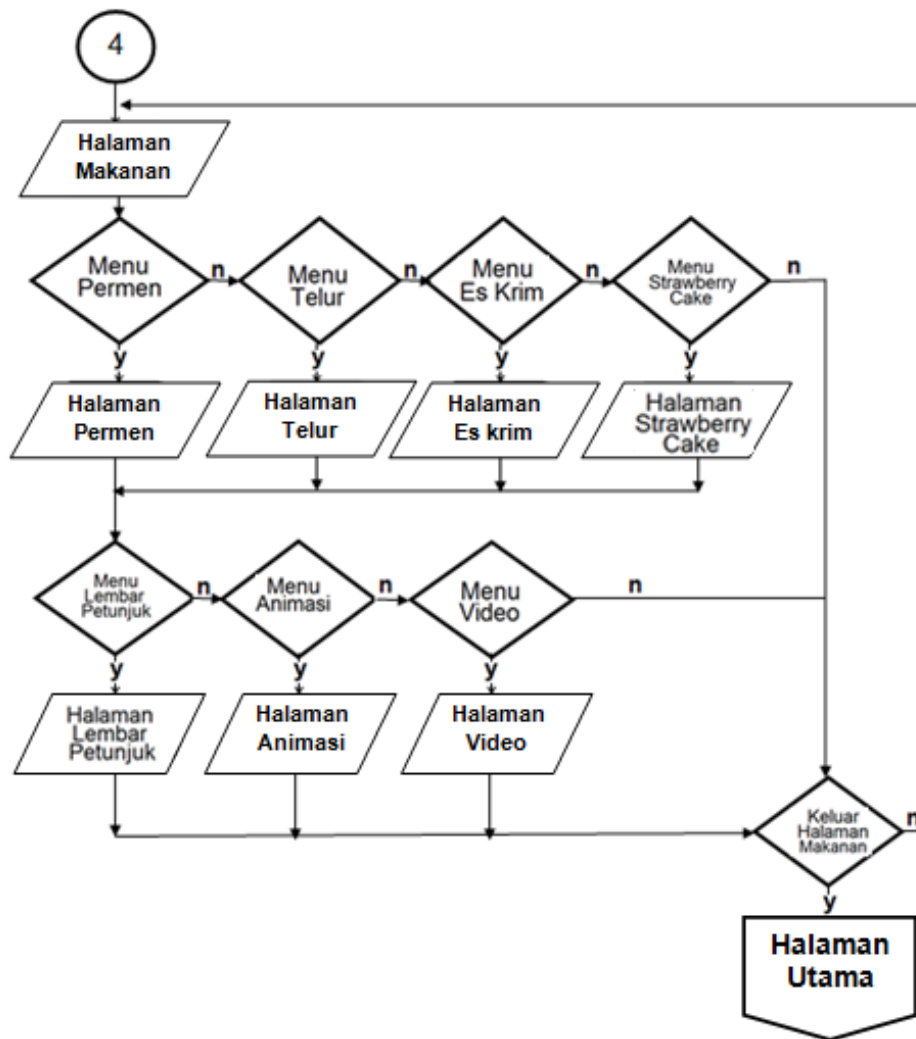 4
Halaman
Makanan
Menu
Permen
n
Menu
Telur
n
Menu
Es Krim
n
Menu
Strawberry
Cake
n
y
y
y
y
Halaman
Permen
Halaman
Telur
Halaman
Es krim
Halaman
Strawberry
Cake
Menu
Lembar
Petunjuk
n
Menu
Animasi
n
Menu
Video
n
y
y
y
Halaman
Lembar
Petunjuk
Halaman
Animasi
Halaman
Video
Keluar
Halaman
Makanan
n
y
Halaman
Utama